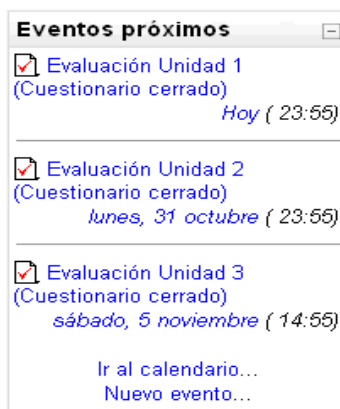 Eventos próximos
Evaluación Unidad 1
(Cuestionario cerrado)
Hoy ( 23:55)
Evaluación Unidad 2
(Cuestionario cerrado)
lunes, 31 octubre ( 23:55)
Evaluación Unidad 3
(Cuestionario cerrado)
sábado, 5 noviembre ( 14:55)
Ir al calendario...
Nuevo evento...